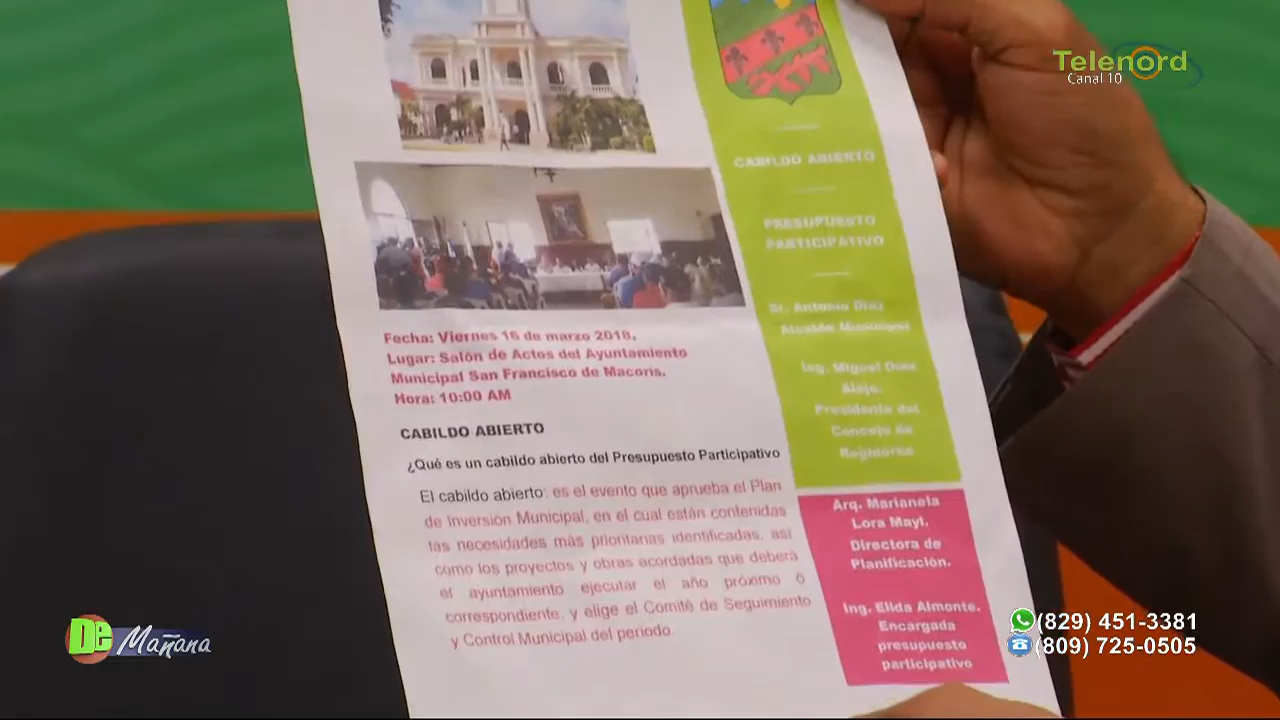 Telenord
Canal 10
CABILDO ABIERTO
PRESUPUESTO
PARTICIPATIVO
Sr. Antonio Díaz
Alcalde Municipal
Ing. Miguel Díaz
Alejo.
Presidente del
Concejo de
Regidores
Fecha: Viernes 16 de marzo 2018,
Lugar: Salón de Actos del Ayuntamiento
Municipal San Francisco de Macorís.
Hora: 10:00 AM
CABILDO ABIERTO
¿Qué es un cabildo abierto del Presupuesto Participativo
El cabildo abierto: es el evento que aprueba el Plan
de Inversión Municipal, en el cual están contenidas
las necesidades más prioritarias identificadas, así
como los proyectos y obras acordadas que deberá
el ayuntamiento ejecutar el año próximo ó
correspondiente, y elige el Comité de Seguimiento
y Control Municipal del periodo
Arq. Marianela
Lora Mayl.
Directora de
Planificación.
Ing. Elida Almonte.
Encargada
presupuesto
participativo
De Mañana
(829) 451-3381
(809) 725-0505